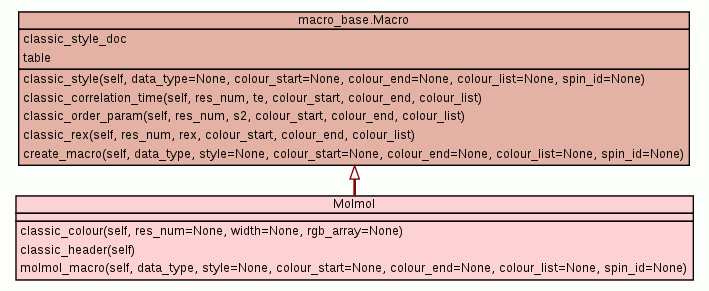 macro_base.Macro
classic_style_doc
table
classic_style(self, data_type=None, colour_start=None, colour_end=None, colour_list=None, spin_id=None)
classic_correlation_time(self, res_num, te, colour_start, colour_end, colour_list)
classic_order_param(self, res_num, s2, colour_start, colour_end, colour_list)
classic_rex(self, res_num, rex, colour_start, colour_end, colour_list)
create_macro(self, data_type, style=None, colour_start=None, colour_end=None, colour_list=None, spin_id=None)
Molmol
classic_colour(self, res_num=None, width=None, rgb_array=None)
classic_header(self)
molmol_macro(self, data_type, style=None, colour_start=None, colour_end=None, colour_list=None, spin_id=None)